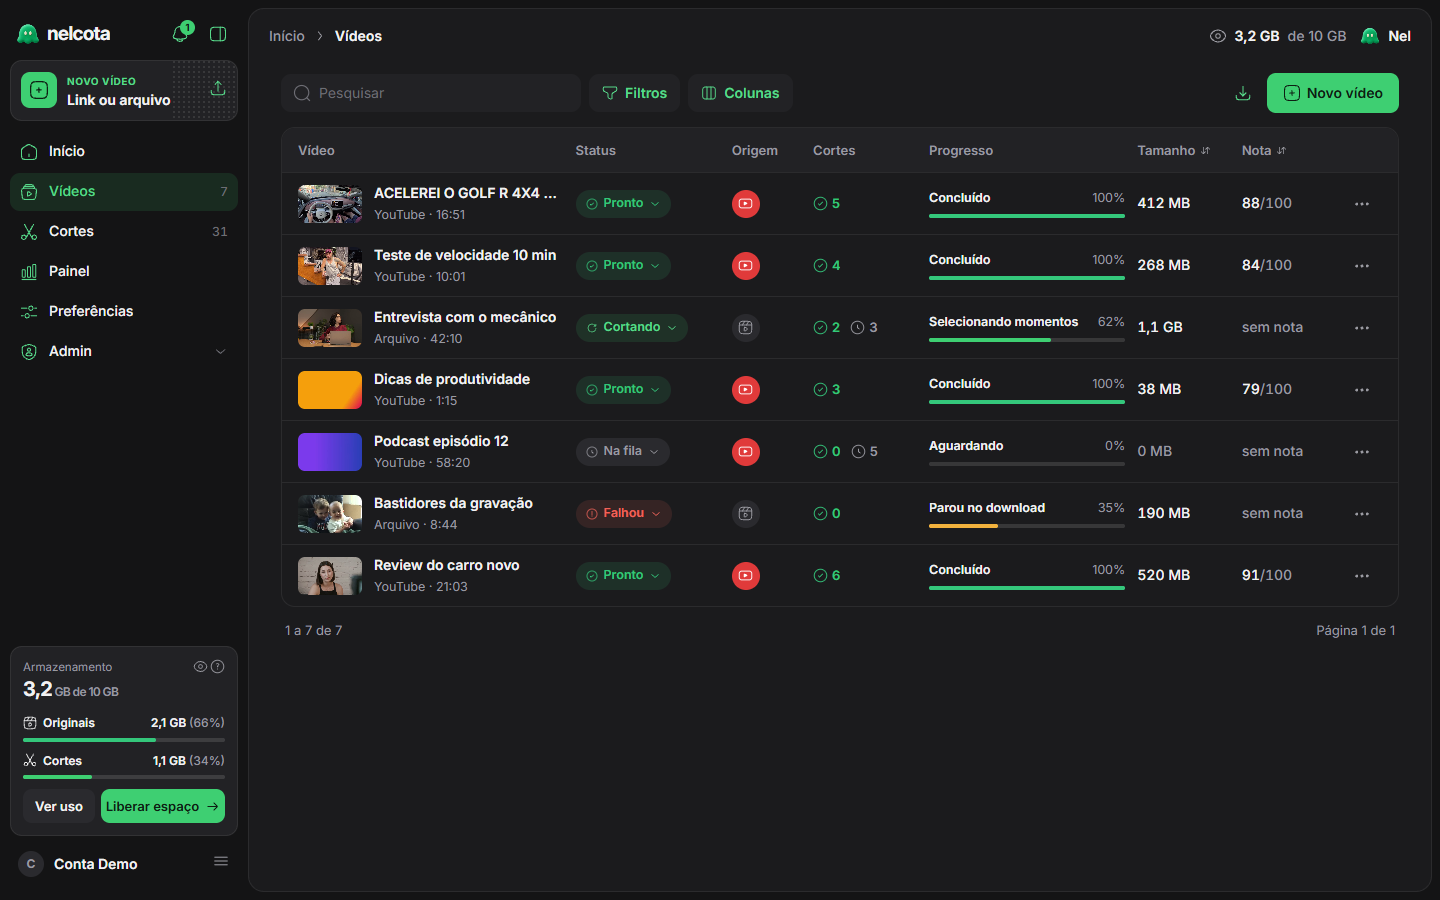 nelcota
1
NOVO VÍDEO
Link ou arquivo
Início
Vídeos 7
Cortes 31
Painel
Preferências
Admin
Armazenamento ?
3,2 GB de 10 GB
Originais 2,1 GB (66%)
Cortes 1,1 GB (34%)
Ver uso
Liberar espaço
C Conta Demo
Início Vídeos
3,2 GB de 10 GB
Nel
Pesquisar
Filtros
Colunas
Novo vídeo
Vídeo Status Origem Cortes Progresso Tamanho Nota
ACELEREI O GOLF R 4X4 ... Pronto 5 Concluído 100% 412 MB 88/100
YouTube · 16:51
Teste de velocidade 10 min Pronto 4 Concluído 100% 268 MB 84/100
YouTube · 10:01
Entrevista com o mecânico Cortando 2 3 Selecionando momentos 62% 1,1 GB sem nota
Arquivo · 42:10
Dicas de produtividade Pronto 3 Concluído 100% 38 MB 79/100
YouTube · 1:15
Podcast episódio 12 Na fila 0 5 Aguardando 0% 0 MB sem nota
YouTube · 58:20
Bastidores da gravação Falhou 0 Parou no download 35% 190 MB sem nota
Arquivo · 8:44
Review do carro novo Pronto 6 Concluído 100% 520 MB 91/100
YouTube · 21:03
1 a 7 de 7
Página 1 de 1